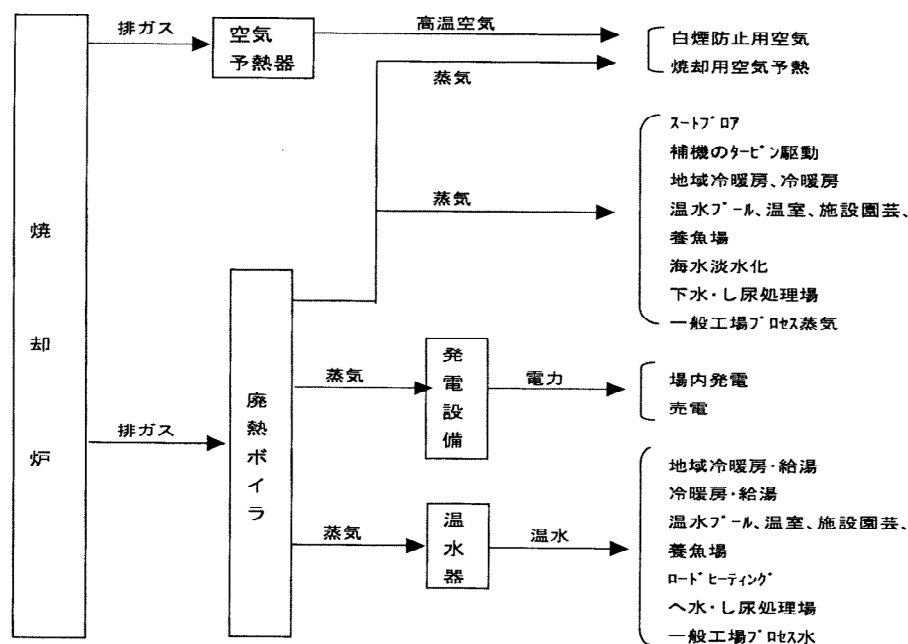 焼却炉
排ガス
空気
予熱器
高温空気
白煙防止用空気
焼却用空気予熱
蒸気
蒸気
スートブロア
補機のタービン駆動
地域冷暖房、冷暖房
温水プール、温室、施設園芸、
養魚場
海水淡水化
下水・し尿処理場
一般工場プロセス蒸気
排ガス
廃熱ボイラ
蒸気
発電設備
電力
場内発電
売電
蒸気
温水器
温水
地域冷暖房・給湯
冷暖房・給湯
温水プール、温室、施設園芸、
養魚場
ロードヒーティング
へ水・し尿処理場
一般工場プロセス水